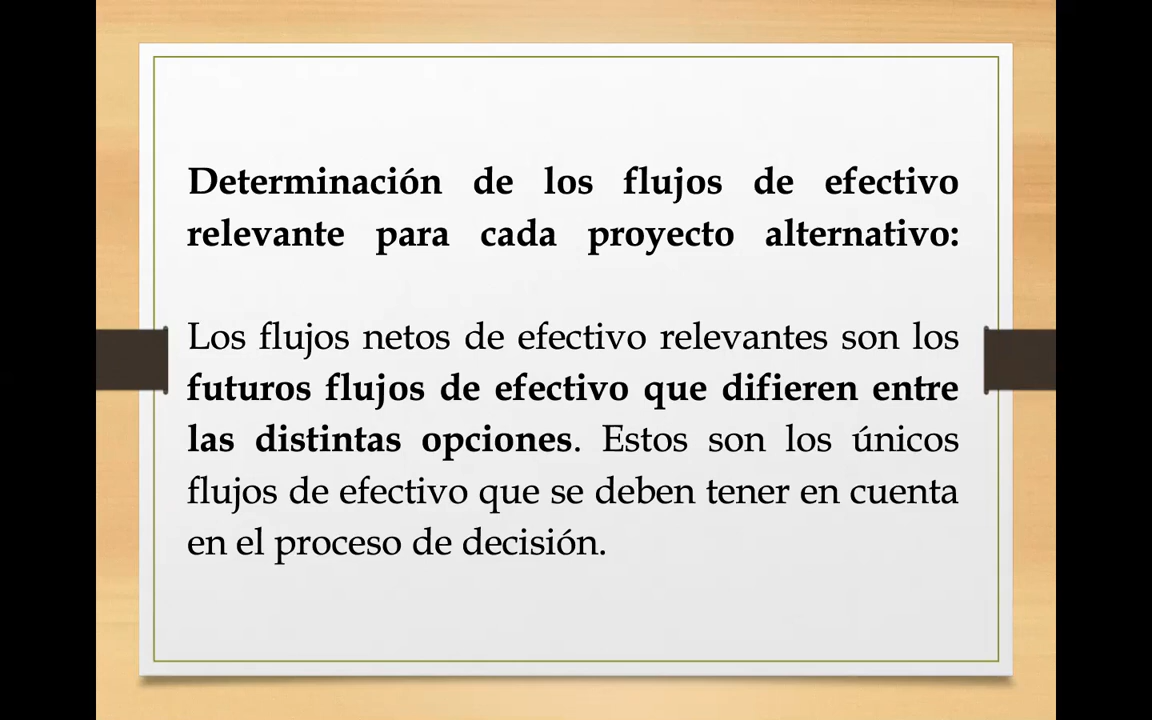 Determinación de los flujos de efectivo
relevante para cada proyecto alternativo:
Los flujos netos de efectivo relevantes son los
futuros flujos de efectivo que difieren entre
las distintas opciones. Estos son los únicos
flujos de efectivo que se deben tener en cuenta
en el proceso de decisión.